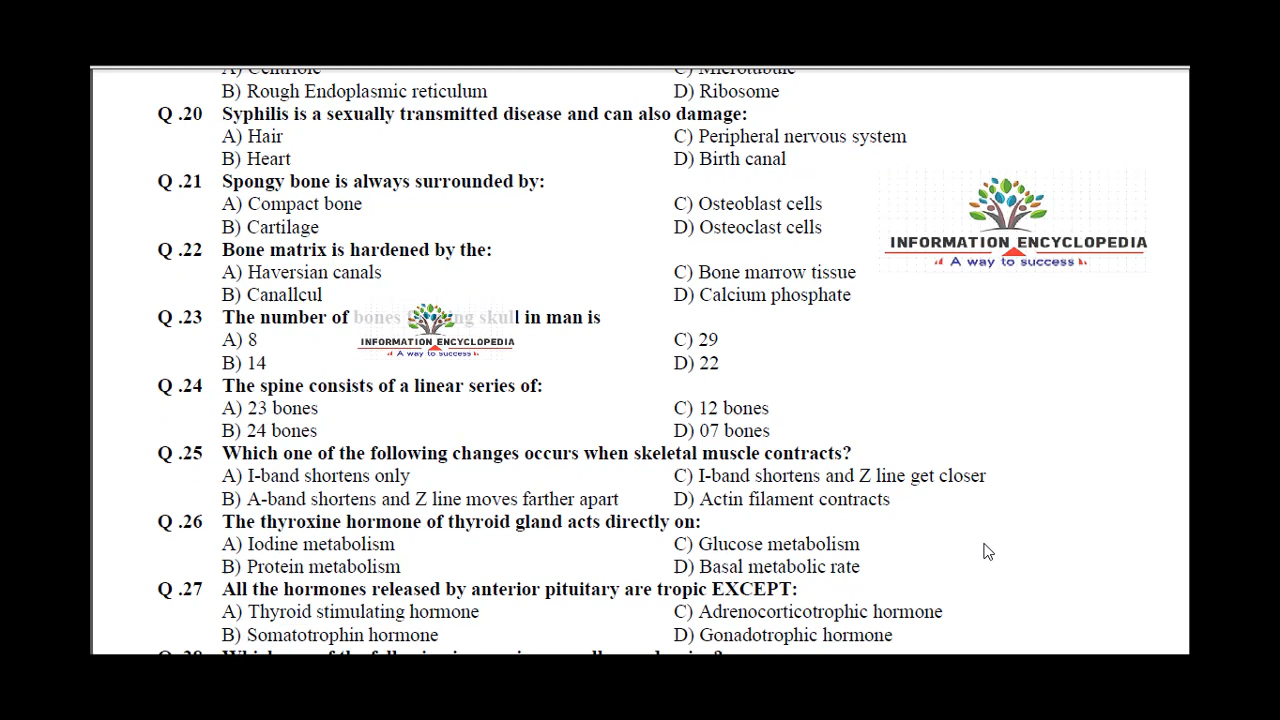 A) Centriole C) Microtubule
B) Rough Endoplasmic reticulum D) Ribosome
Q .20 Syphilis is a sexually transmitted disease and can also damage:
A) Hair C) Peripheral nervous system
B) Heart D) Birth canal
Q .21 Spongy bone is always surrounded by:
A) Compact bone C) Osteoblast cells
B) Cartilage D) Osteoclast cells
INFORMATION ENCYCLOPEDIA
A way to success
Q .22 Bone matrix is hardened by the:
A) Haversian canals C) Bone marrow tissue
B) Canallcul D) Calcium phosphate
Q .23 The number of bones skull in man is
A) 8 C) 29
INFORMATION ENCYCLOPEDIA
A way to success
B) 14 D) 22
Q .24 The spine consists of a linear series of:
A) 23 bones C) 12 bones
B) 24 bones D) 07 bones
Q .25 Which one of the following changes occurs when skeletal muscle contracts?
A) I-band shortens only C) I-band shortens and Z line get closer
B) A-band shortens and Z line moves farther apart D) Actin filament contracts
Q .26 The thyroxine hormone of thyroid gland acts directly on:
A) Iodine metabolism C) Glucose metabolism
B) Protein metabolism D) Basal metabolic rate
Q .27 All the hormones released by anterior pituitary are tropic EXCEPT:
A) Thyroid stimulating hormone C) Adrenocorticotrophic hormone
B) Somatotrophin hormone D) Gonadotrophic hormone